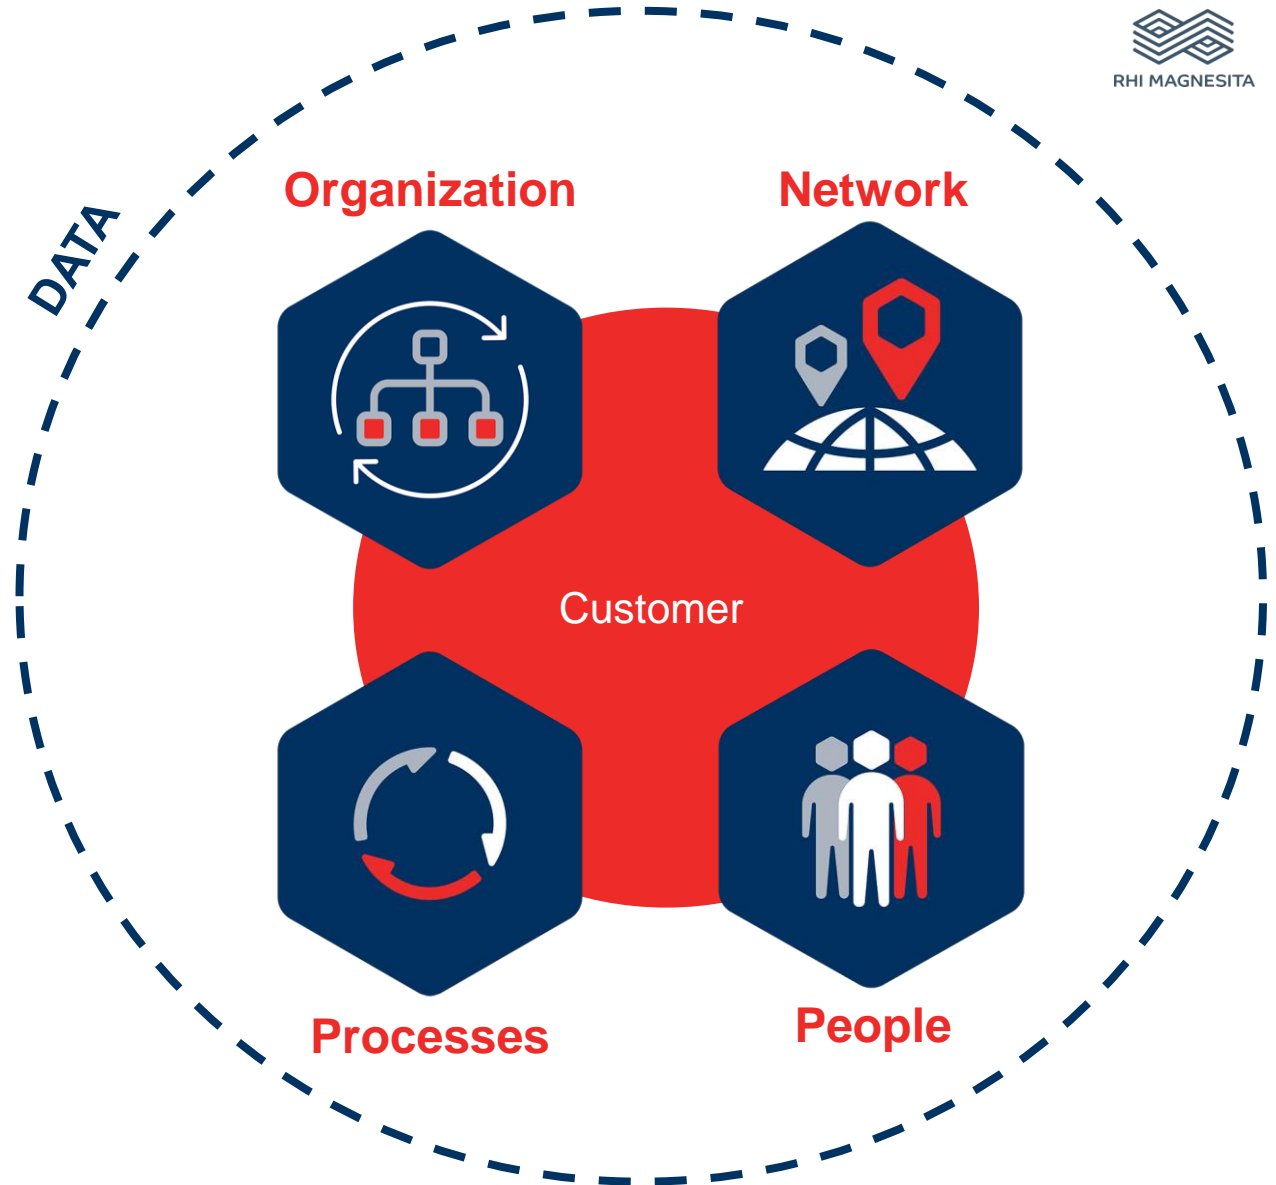 RHI MAGNESITA
DATA
Organization
Network
Customer
Processes
People